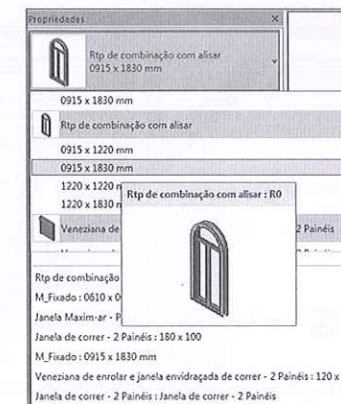 Propriedades
Rtp de combinação com alisar
0915 x 1830 mm
0915 x 1830 mm
Rtp de combinação com alisar
0915 x 1220 mm
0915 x 1830 mm
1220 x 1220
1220 x 1830
Rtp de combinação com alisar : R0
Veneziana de
2 Painéis
Rtp de combinação
M_Fixado : 0610 x
Janela Maxim-ar -
Janela de correr - 2 Painéis : 180 x 100
M_Fixado : 0915 x 1830 mm
Veneziana de enrolar e janela envidraçada de correr - 2 Painéis : 120 x
Janela de correr - 2 Painéis : Janela de correr - 2 Painéis